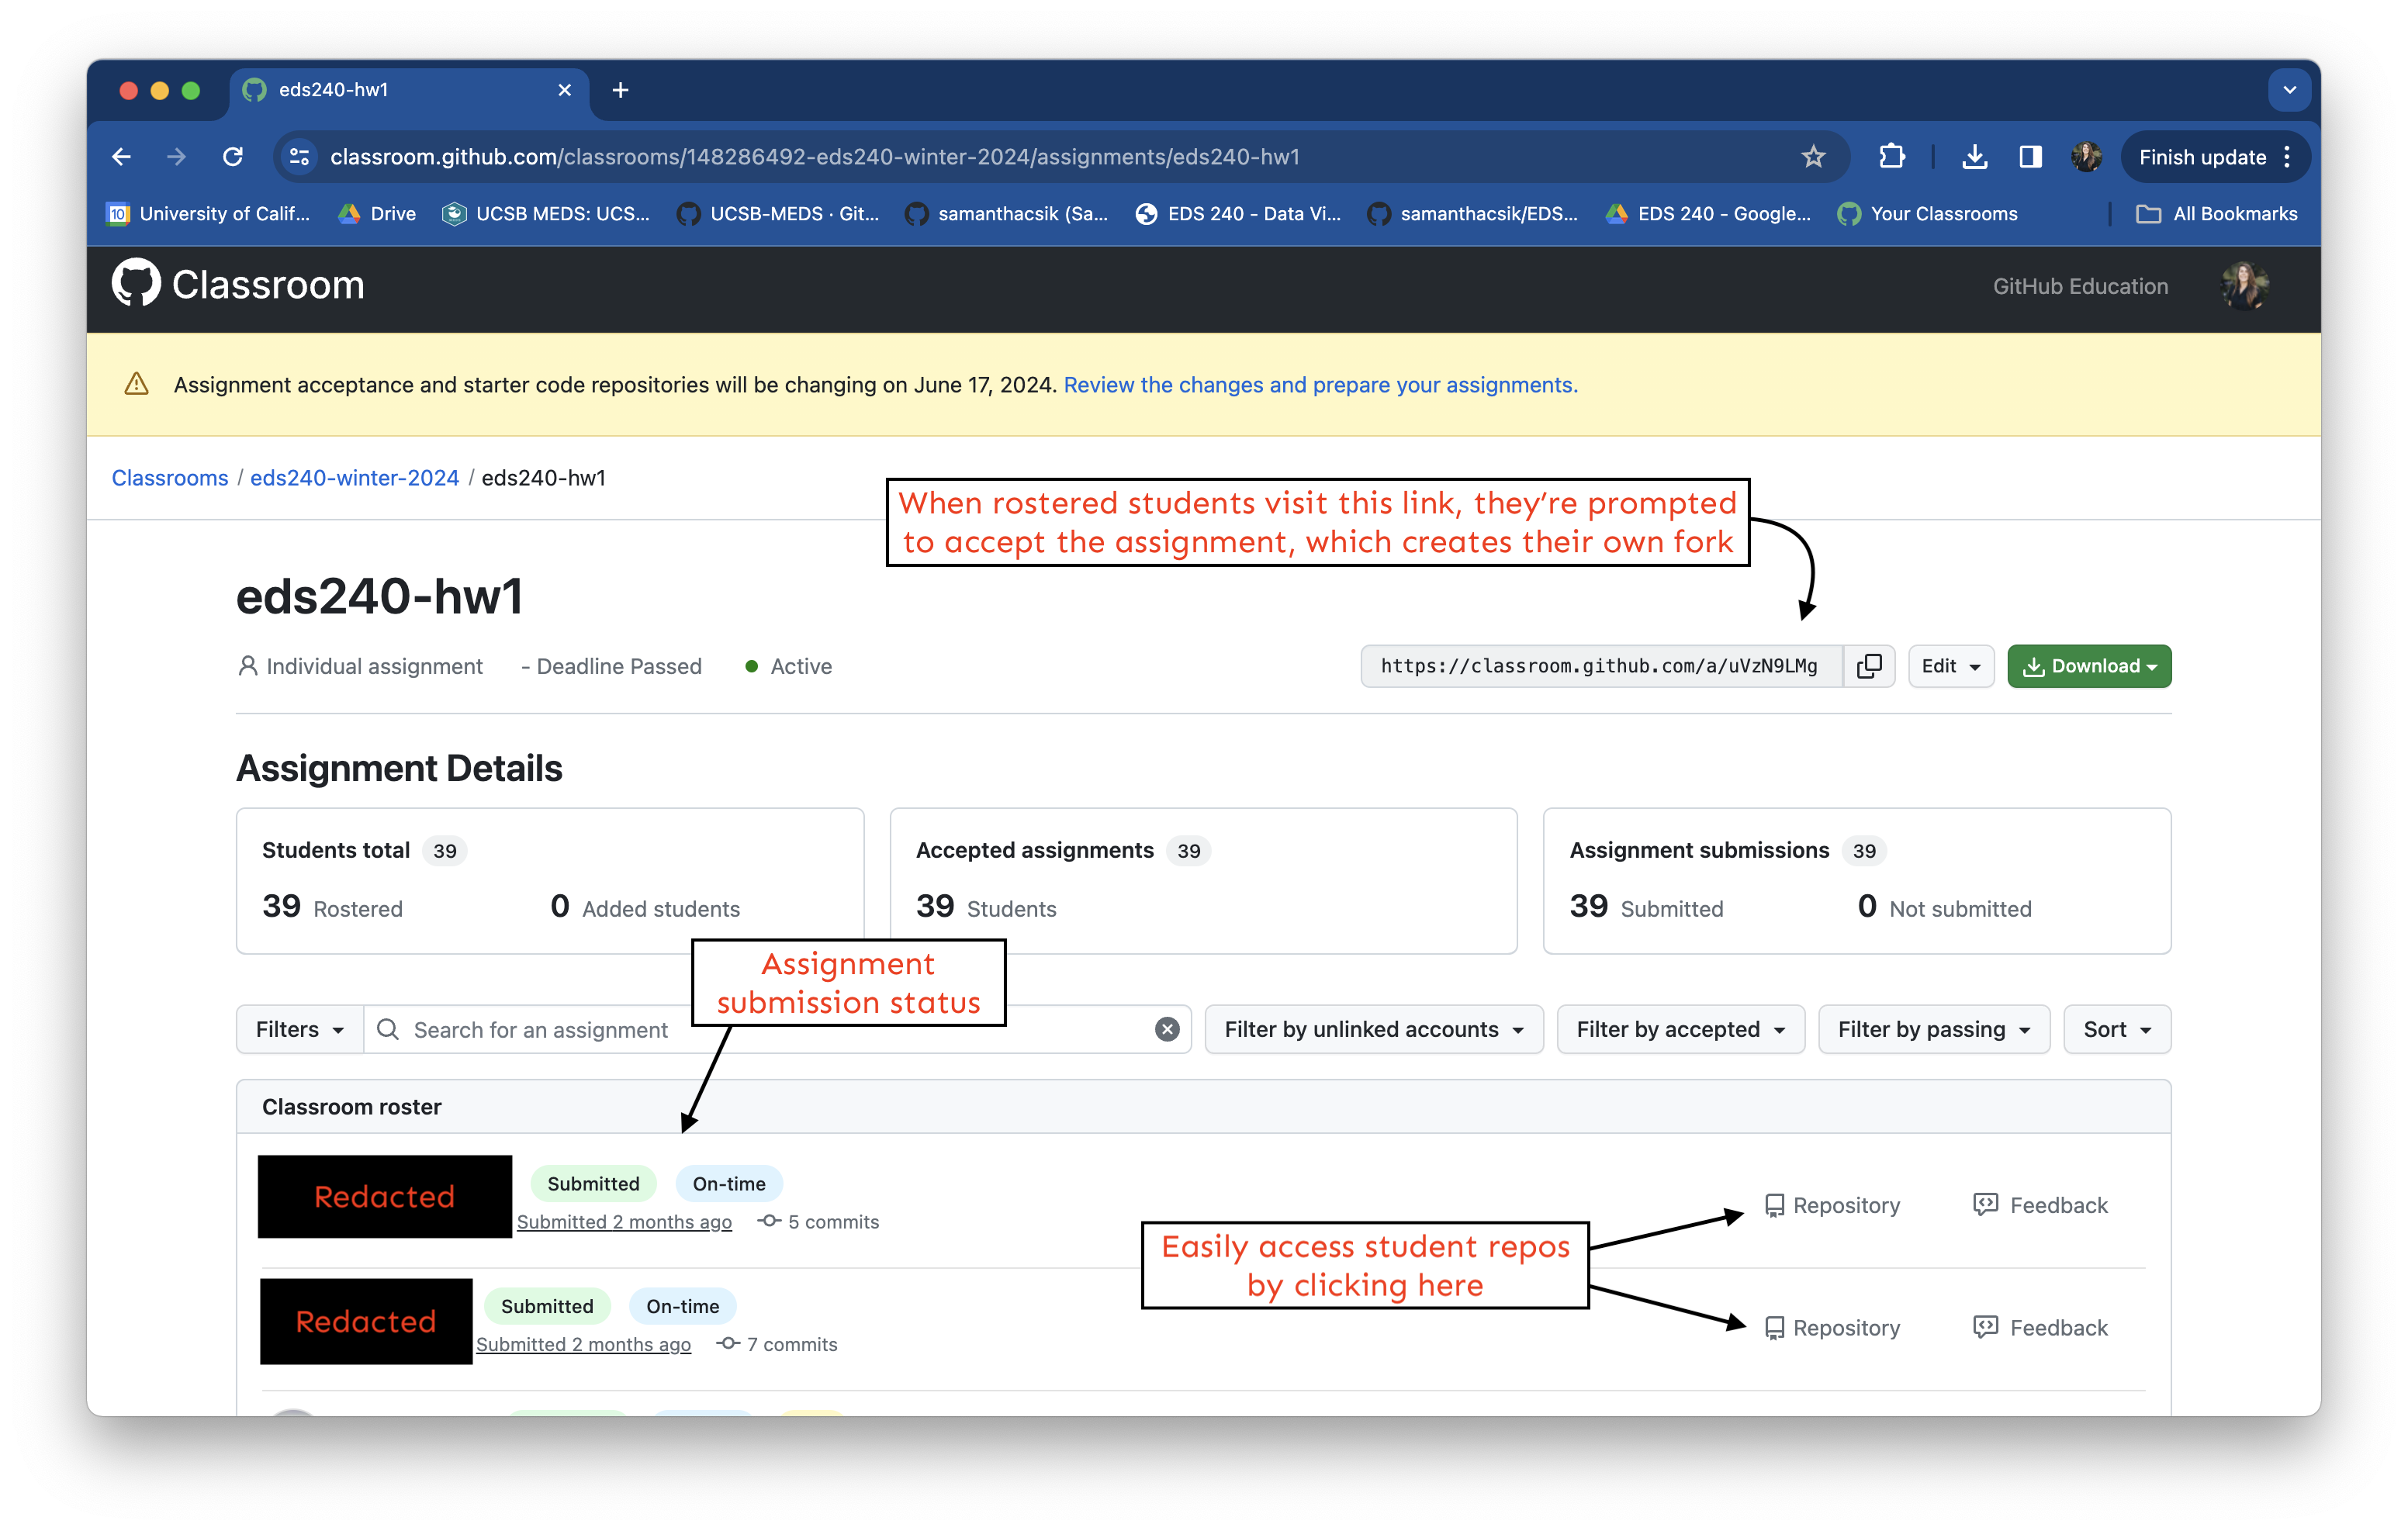 eds240-hw1
classroom.github.com/classrooms/148286492-eds240-winter-2024/assignments/eds240-hw1
Finish update
10
University of Calif...
Drive
UCSB MEDS: UCS...
UCSB-MEDS · Git...
samanthacsik (Sa...
EDS 240 - Data Vi...
samanthacsik/EDS...
EDS 240 - Google...
Your Classrooms
All Bookmarks
Classroom
GitHub Education
Assignment acceptance and starter code repositories will be changing on June 17, 2024. Review the changes and prepare your assignments.
Classrooms / eds240-winter-2024 / eds240-hw1
When rostered students visit this link, they’re prompted
to accept the assignment, which creates their own fork
eds240-hw1
Individual assignment
- Deadline Passed
Active
https://classroom.github.com/a/uVzN9LMg
Edit
Download
Assignment Details
Students total 39
39 Rostered
0 Added students
Accepted assignments 39
39 Students
Assignment submissions 39
39 Submitted
0 Not submitted
Assignment
submission status
Filters
Search for an assignment
Filter by unlinked accounts
Filter by accepted
Filter by passing
Sort
Classroom roster
Redacted
Submitted
On-time
Submitted 2 months ago
5 commits
Repository
Feedback
Easily access student repos
by clicking here
Redacted
Submitted
On-time
Submitted 2 months ago
7 commits
Repository
Feedback